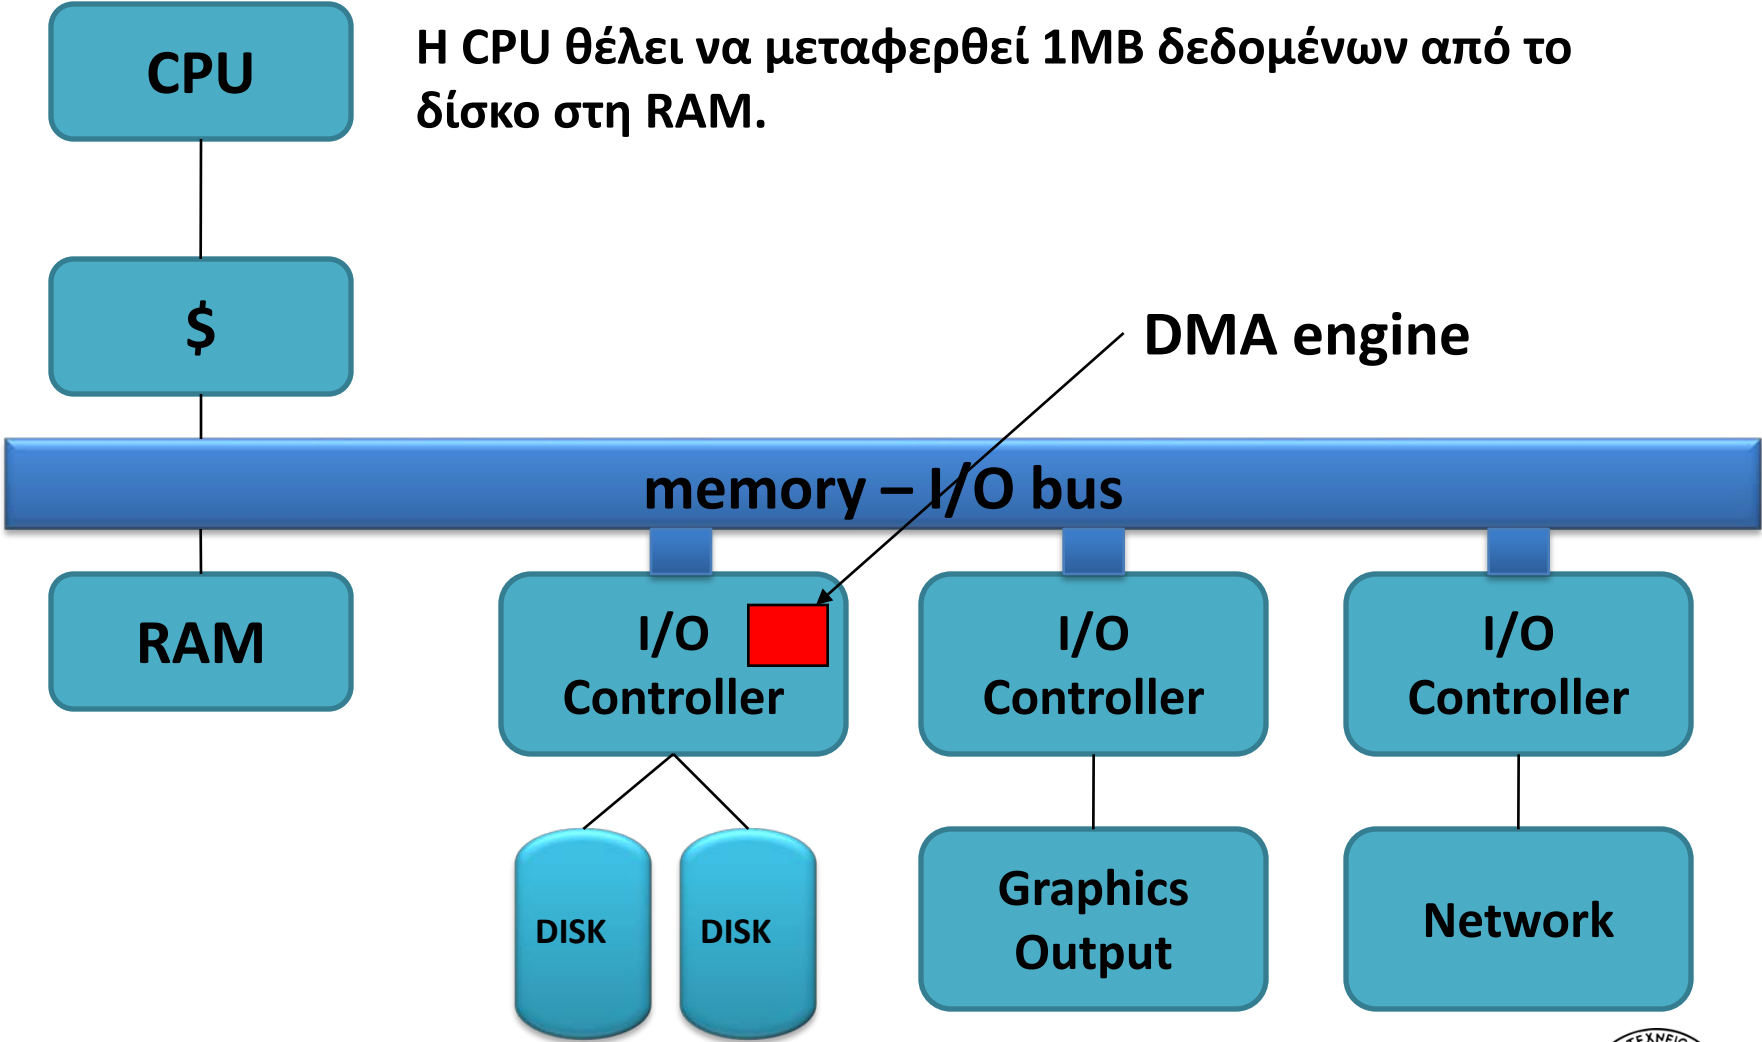 CPU
Η CPU θέλει να μεταφερθεί 1MB δεδομένων από το
δίσκο στη RAM.
$
DMA engine
memory – I/O bus
RAM
I/O
Controller
I/O
Controller
I/O
Controller
DISK
DISK
Graphics
Output
Network